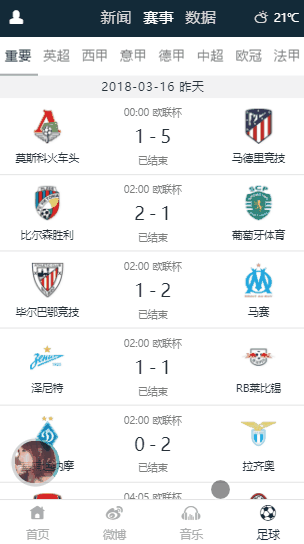 新闻 赛事 数据 21℃
重要 英超 西甲 意甲 德甲 中超 欧冠 法甲
2018-03-16 昨天
00:00 欧联杯
1 - 5
莫斯科火车头 已结束 马德里竞技
02:00 欧联杯
2 - 1
比尔森胜利 已结束 葡萄牙体育
02:00 欧联杯
1 - 2
毕尔巴鄂竞技 已结束 马赛
02:00 欧联杯
1 - 1
泽尼特 已结束 RB莱比锡
02:00 欧联杯
0 - 2
内摩 已结束 拉齐奥
04:05 欧联杯
首页 微博 音乐 足球